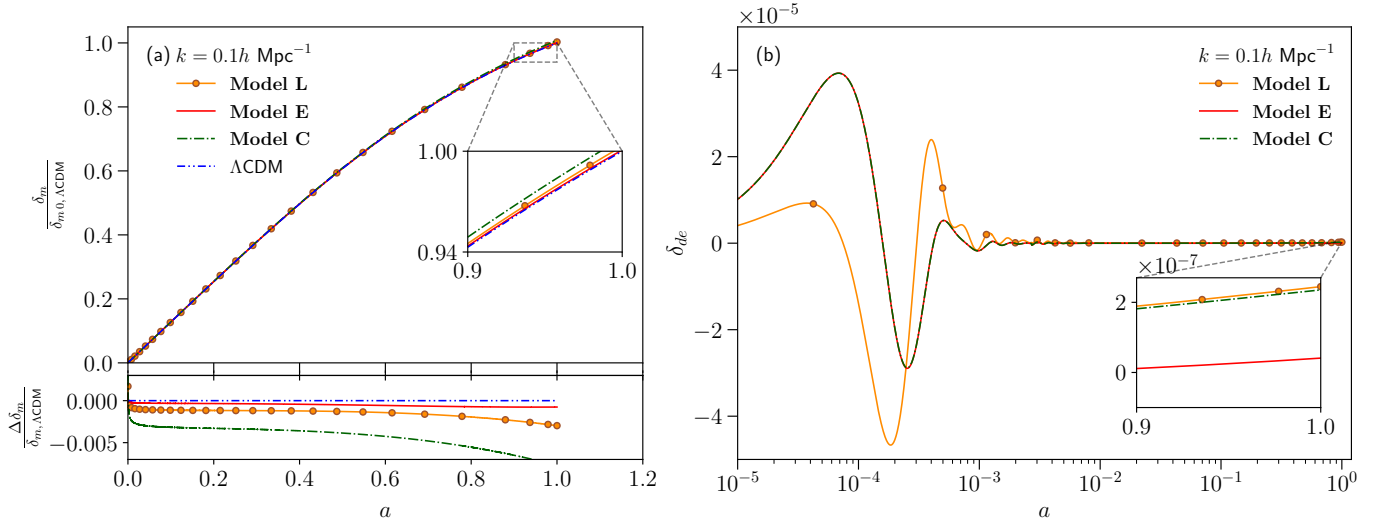 (a) k = 0.1h Mpc⁻¹
Model L
Model E
Model C
ΛCDM
δm / δm0, ΛCDM
1.0
0.8
0.6
0.4
0.2
0.0
1.00
0.94
0.9 1.0
Δδm / δm, ΛCDM
0.000
−0.005
0.0 0.2 0.4 0.6 0.8 1.0 1.2
a
×10⁻⁵
(b) k = 0.1h Mpc⁻¹
Model L
Model E
Model C
δde
4
2
0
−2
−4
×10⁻⁷
2
0
0.9 1.0
10⁻⁵ 10⁻⁴ 10⁻³ 10⁻² 10⁻¹ 10⁰
a